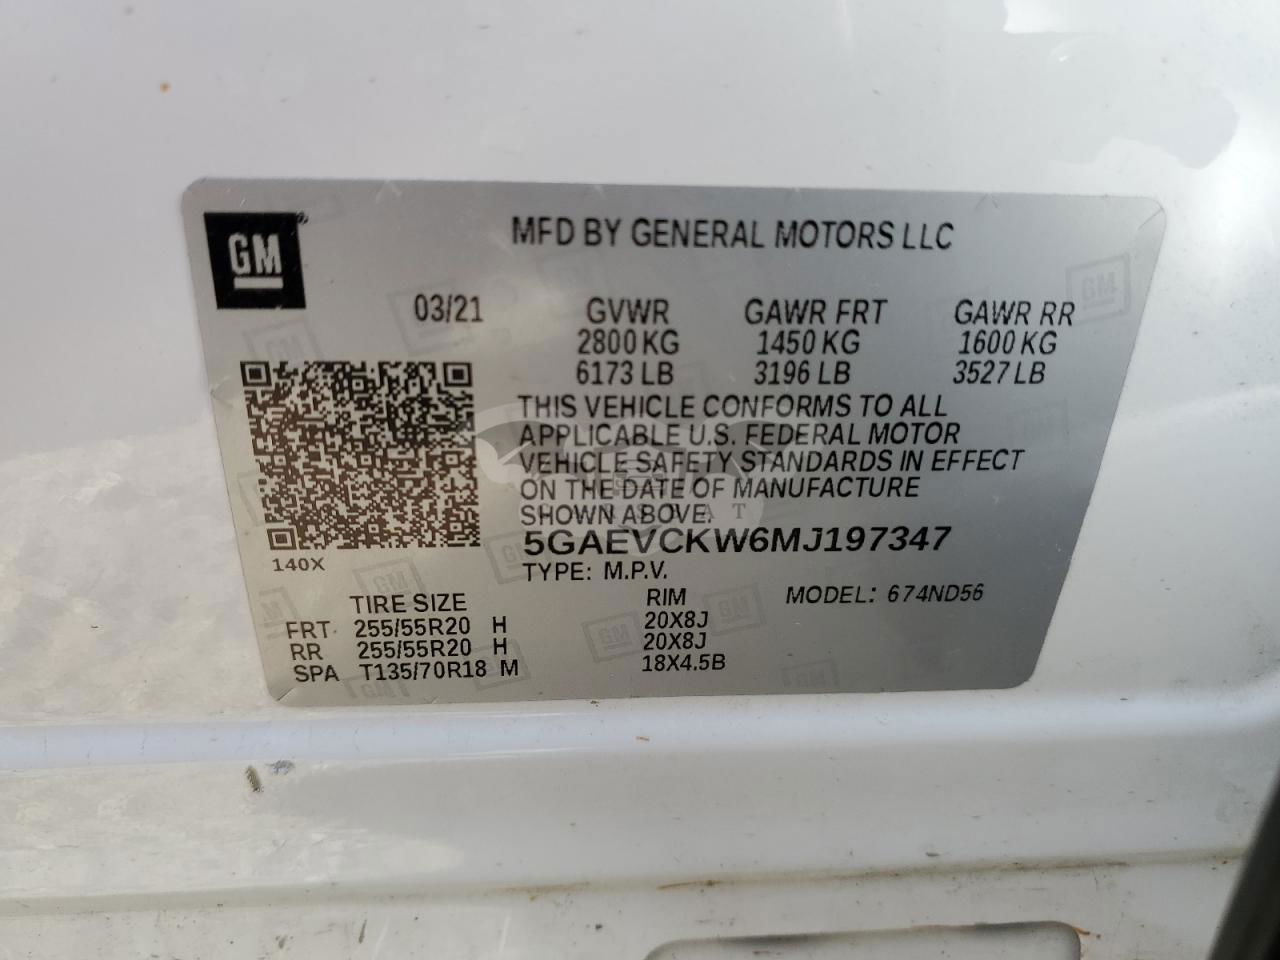 GM
MFD BY GENERAL MOTORS LLC
03/21 GVWR GAWR FRT GAWR RR
2800 KG 1450 KG 1600 KG
6173 LB 3196 LB 3527 LB
THIS VEHICLE CONFORMS TO ALL
APPLICABLE U.S. FEDERAL MOTOR
VEHICLE SAFETY STANDARDS IN EFFECT
ON THE DATE OF MANUFACTURE
SHOWN ABOVE.
5GAEVCKW6MJ197347
140X
TYPE: M.P.V.
TIRE SIZE RIM MODEL: 674ND56
FRT 255/55R20 H 20X8J
RR 255/55R20 H 20X8J
SPA T135/70R18 M 18X4.5B